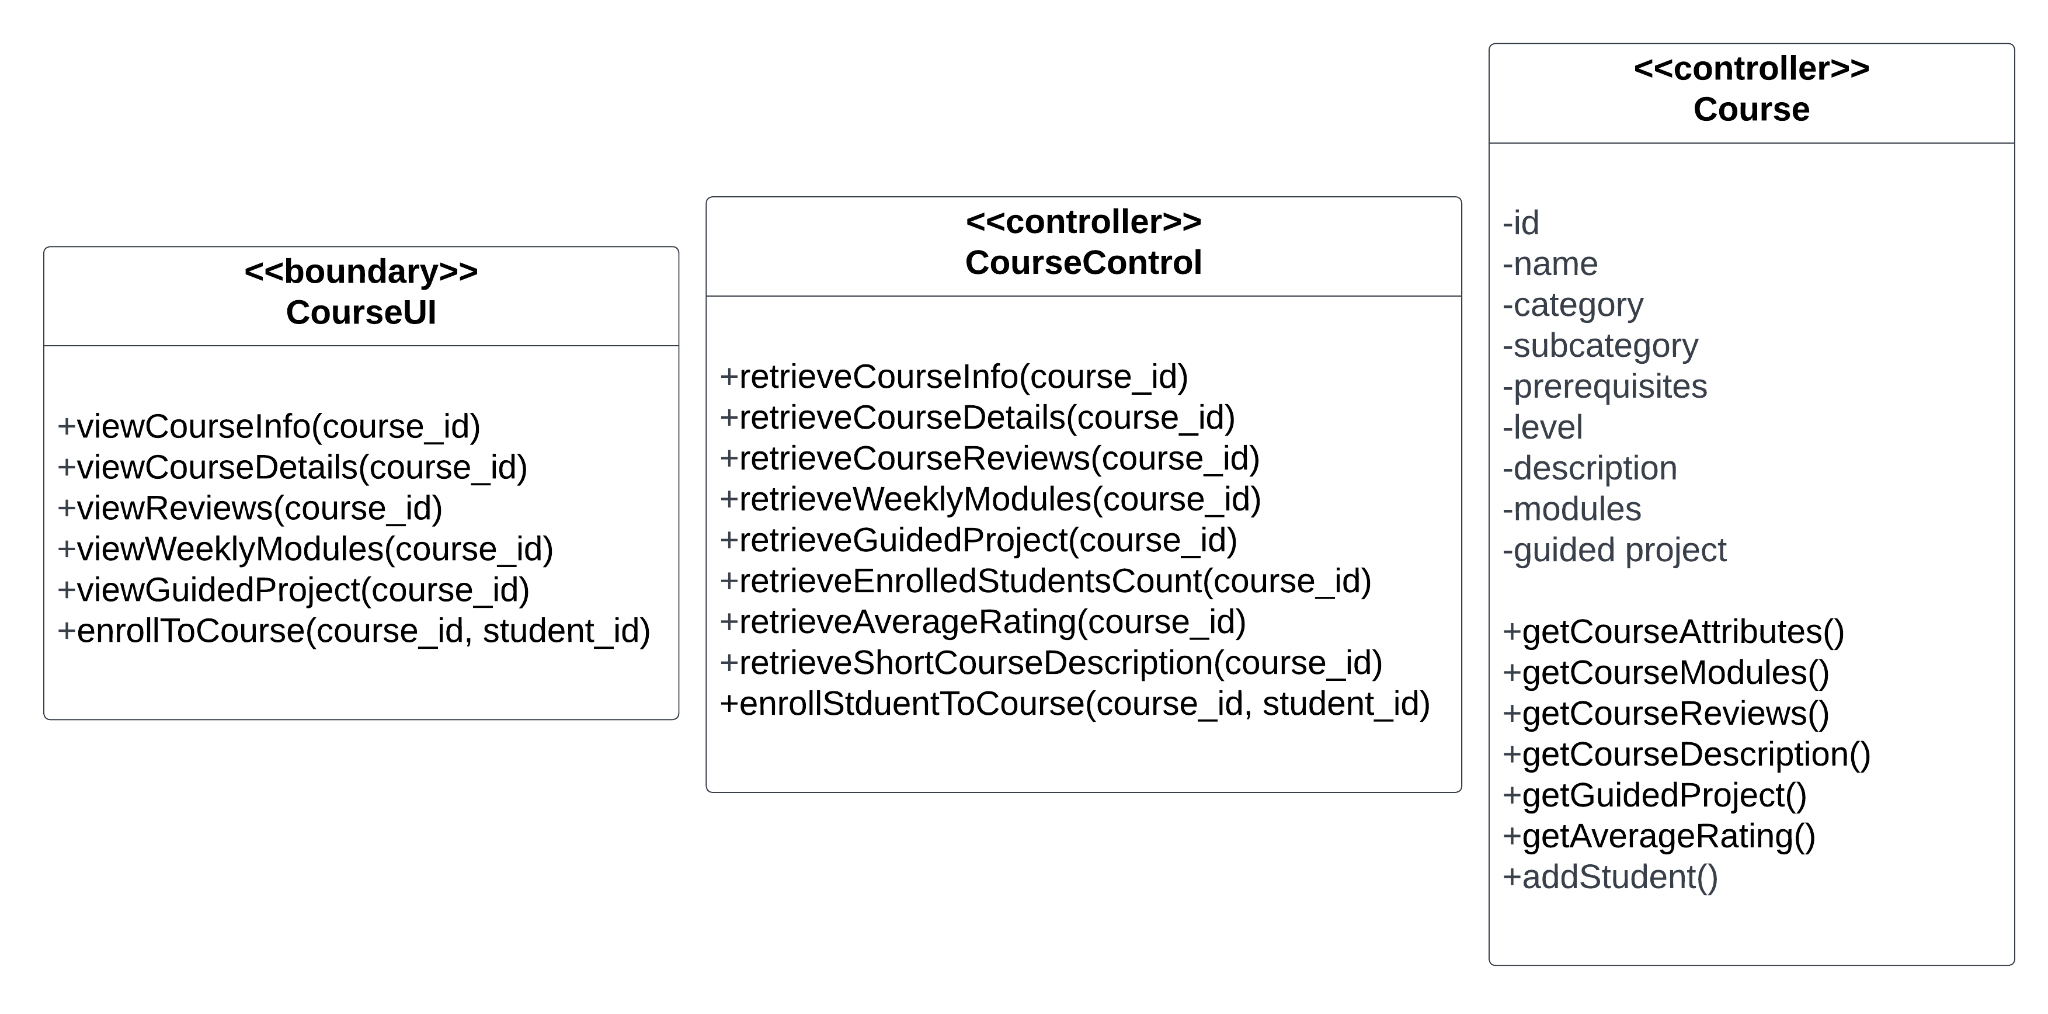 <<boundary>>
CourseUI
+viewCourseInfo(course_id)
+viewCourseDetails(course_id)
+viewReviews(course_id)
+viewWeeklyModules(course_id)
+viewGuidedProject(course_id)
+enrollToCourse(course_id, student_id)
<<controller>>
CourseControl
+retrieveCourseInfo(course_id)
+retrieveCourseDetails(course_id)
+retrieveCourseReviews(course_id)
+retrieveWeeklyModules(course_id)
+retrieveGuidedProject(course_id)
+retrieveEnrolledStudentsCount(course_id)
+retrieveAverageRating(course_id)
+retrieveShortCourseDescription(course_id)
+enrollStduentToCourse(course_id, student_id)
<<controller>>
Course
-id
-name
-category
-subcategory
-prerequisites
-level
-description
-modules
-guided project
+getCourseAttributes()
+getCourseModules()
+getCourseReviews()
+getCourseDescription()
+getGuidedProject()
+getAverageRating()
+addStudent()